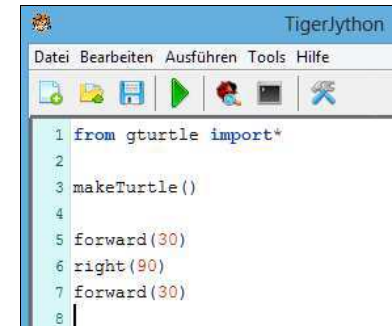 TigerJython
Datei Bearbeiten Ausführen Tools Hilfe
1 from gturtle import*
2
3 makeTurtle()
4
5 forward(30)
6 right(90)
7 forward(30)
8